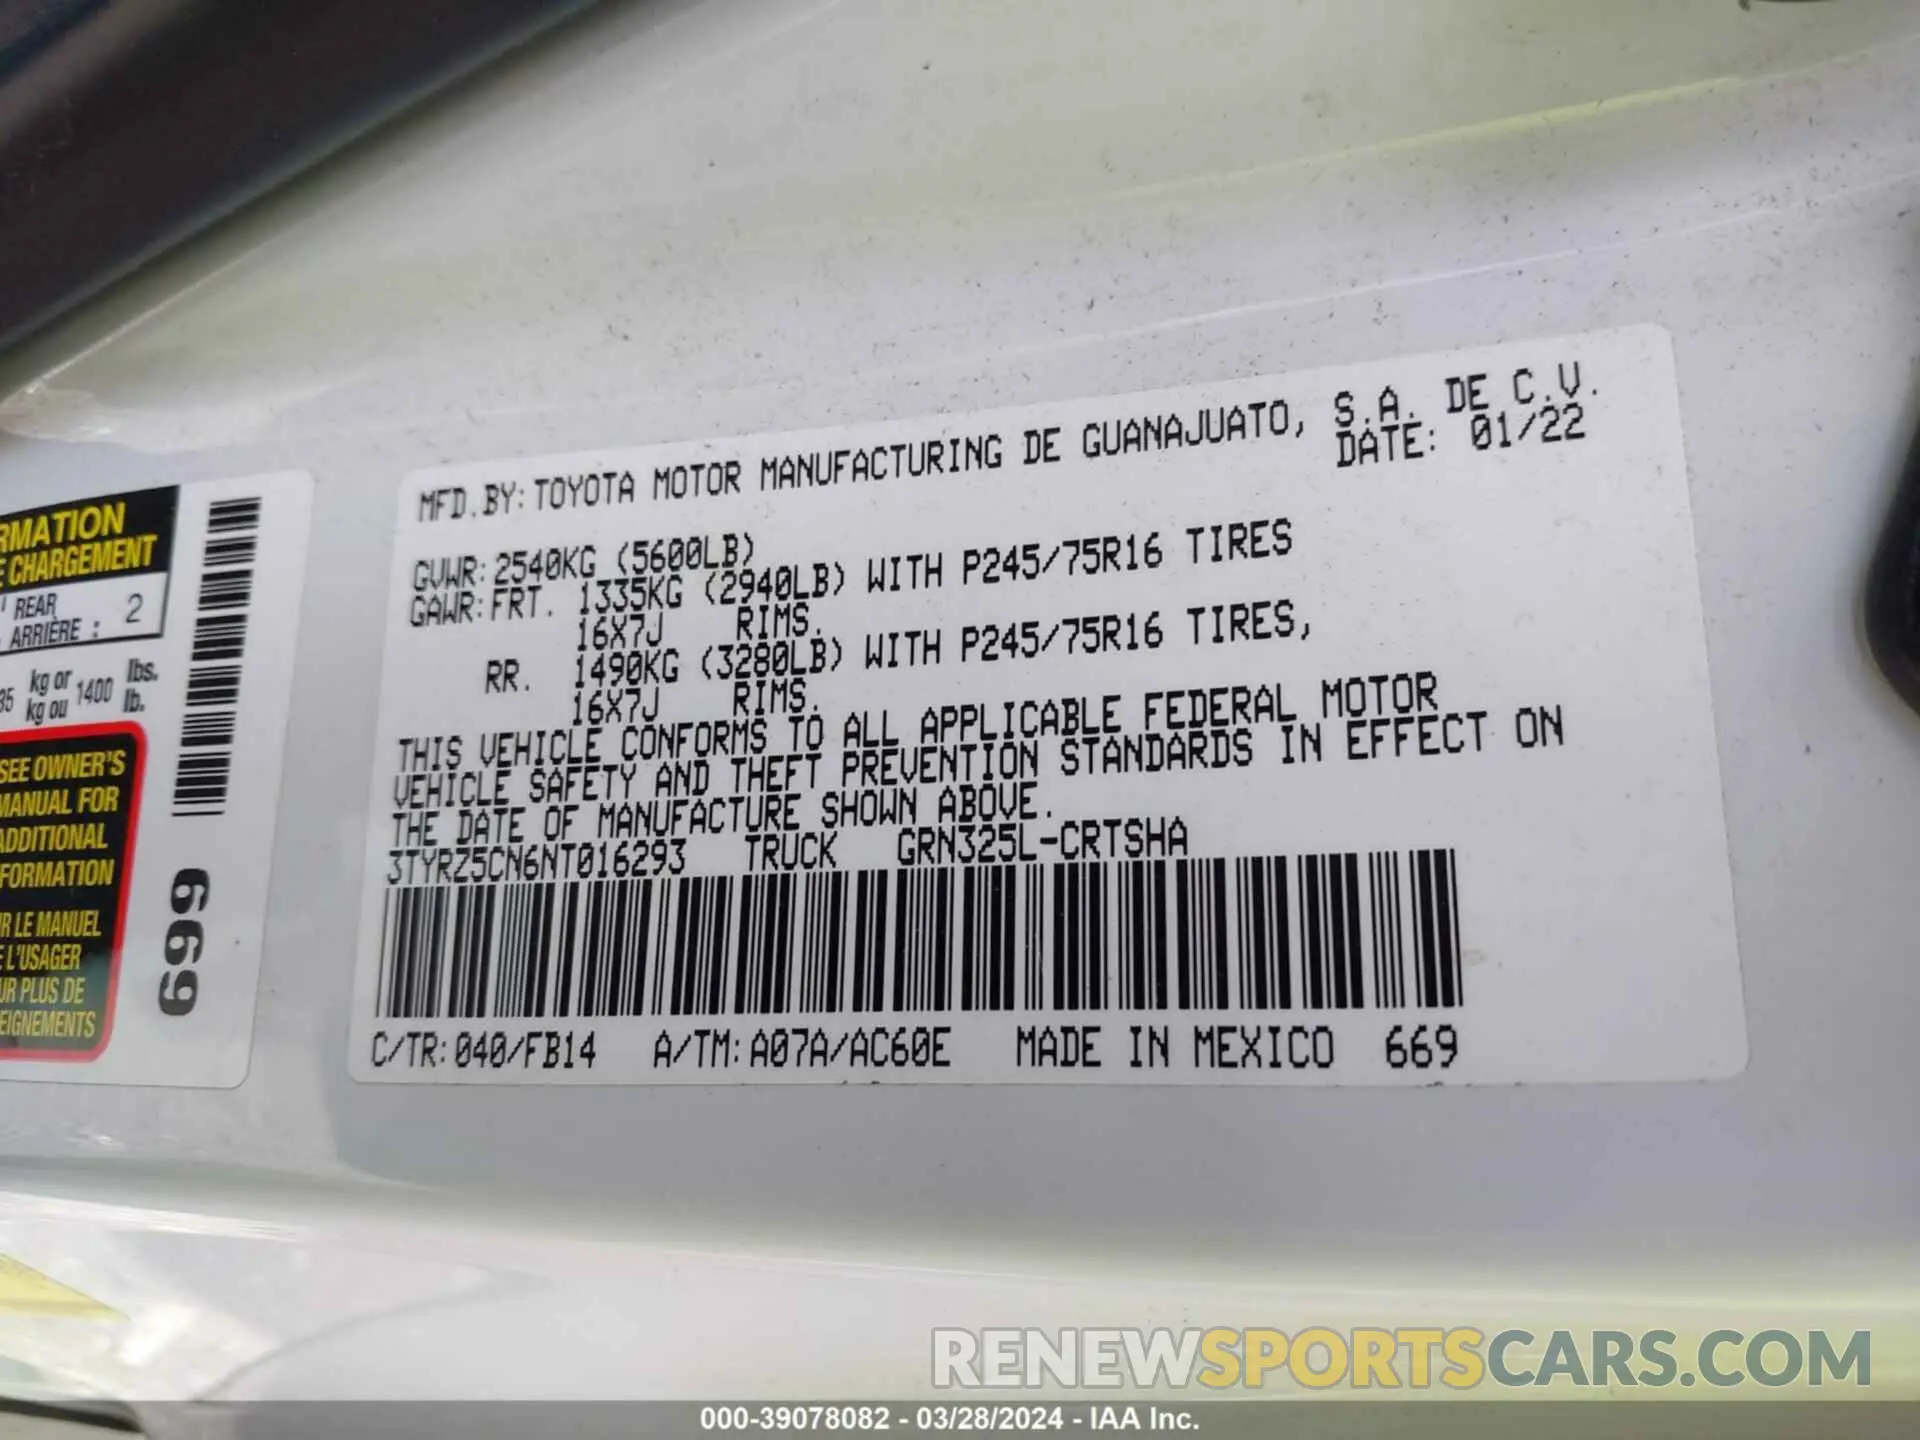 MFD.BY:TOYOTA MOTOR MANUFACTURING DE GUANAJUATO, S.A. DE C.V.
DATE: 01/22
GVWR:2540KG (5600LB)
GAWR:FRT. 1335KG (2940LB) WITH P245/75R16 TIRES
16X7J RIMS.
RR. 1490KG (3280LB) WITH P245/75R16 TIRES,
16X7J RIMS.
THIS VEHICLE CONFORMS TO ALL APPLICABLE FEDERAL MOTOR
VEHICLE SAFETY AND THEFT PREVENTION STANDARDS IN EFFECT ON
THE DATE OF MANUFACTURE SHOWN ABOVE.
3TYRZ5CN6NT016293 TRUCK GRN325L-CRTSHA
C/TR:040/FB14 A/TM:A07A/AC60E MADE IN MEXICO 669
RMATION
E CHARGEMENT
REAR
ARRIÈRE : 2
35 kg or 1400 lbs.
kg ou lb.
SEE OWNER'S
MANUAL FOR
ADDITIONAL
FORMATION
IR LE MANUEL
E L'USAGER
UR PLUS DE
EIGNEMENTS
669
RENEWSPORTSCARS.COM
000-39078082 - 03/28/2024 - IAA Inc.